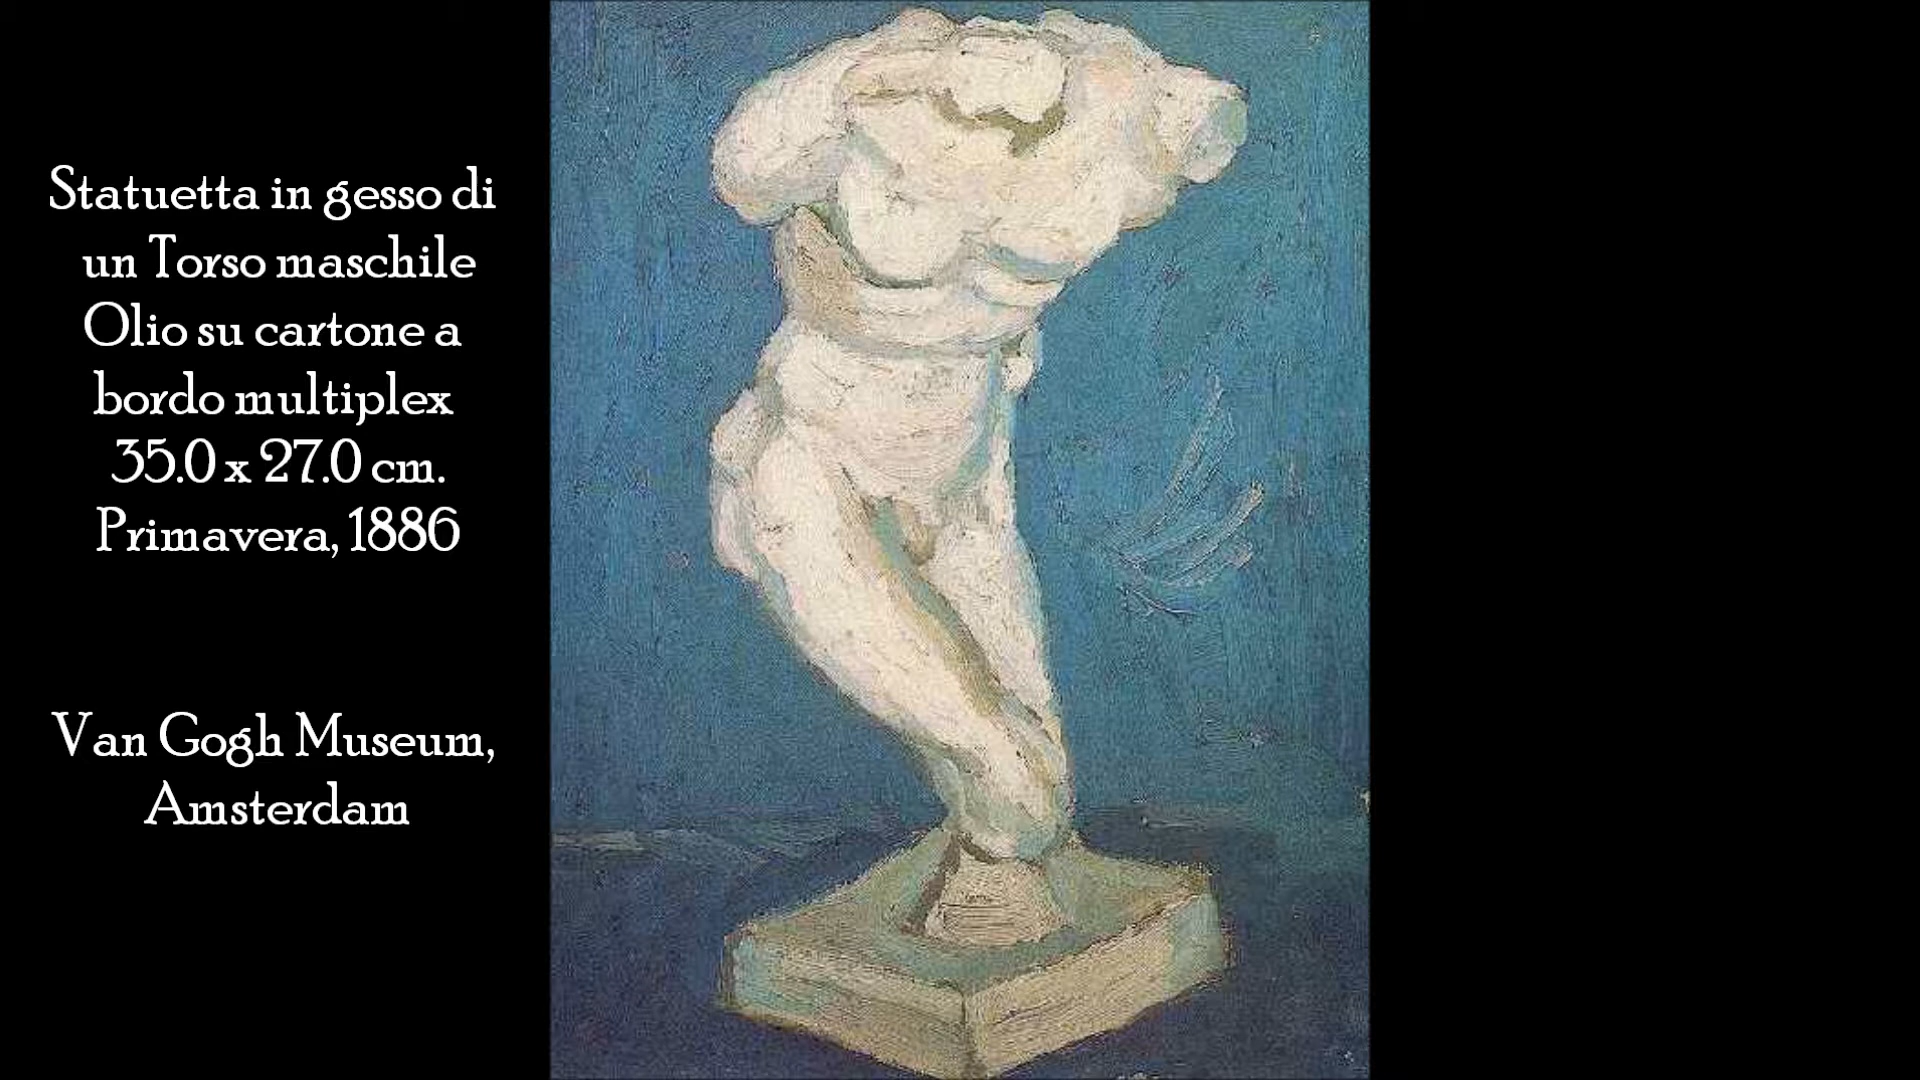 Statuetta in gesso di
un Torso maschile
Olio su cartone a
bordo multiplex
35.0 x 27.0 cm.
Primavera, 1886
Van Gogh Museum,
Amsterdam